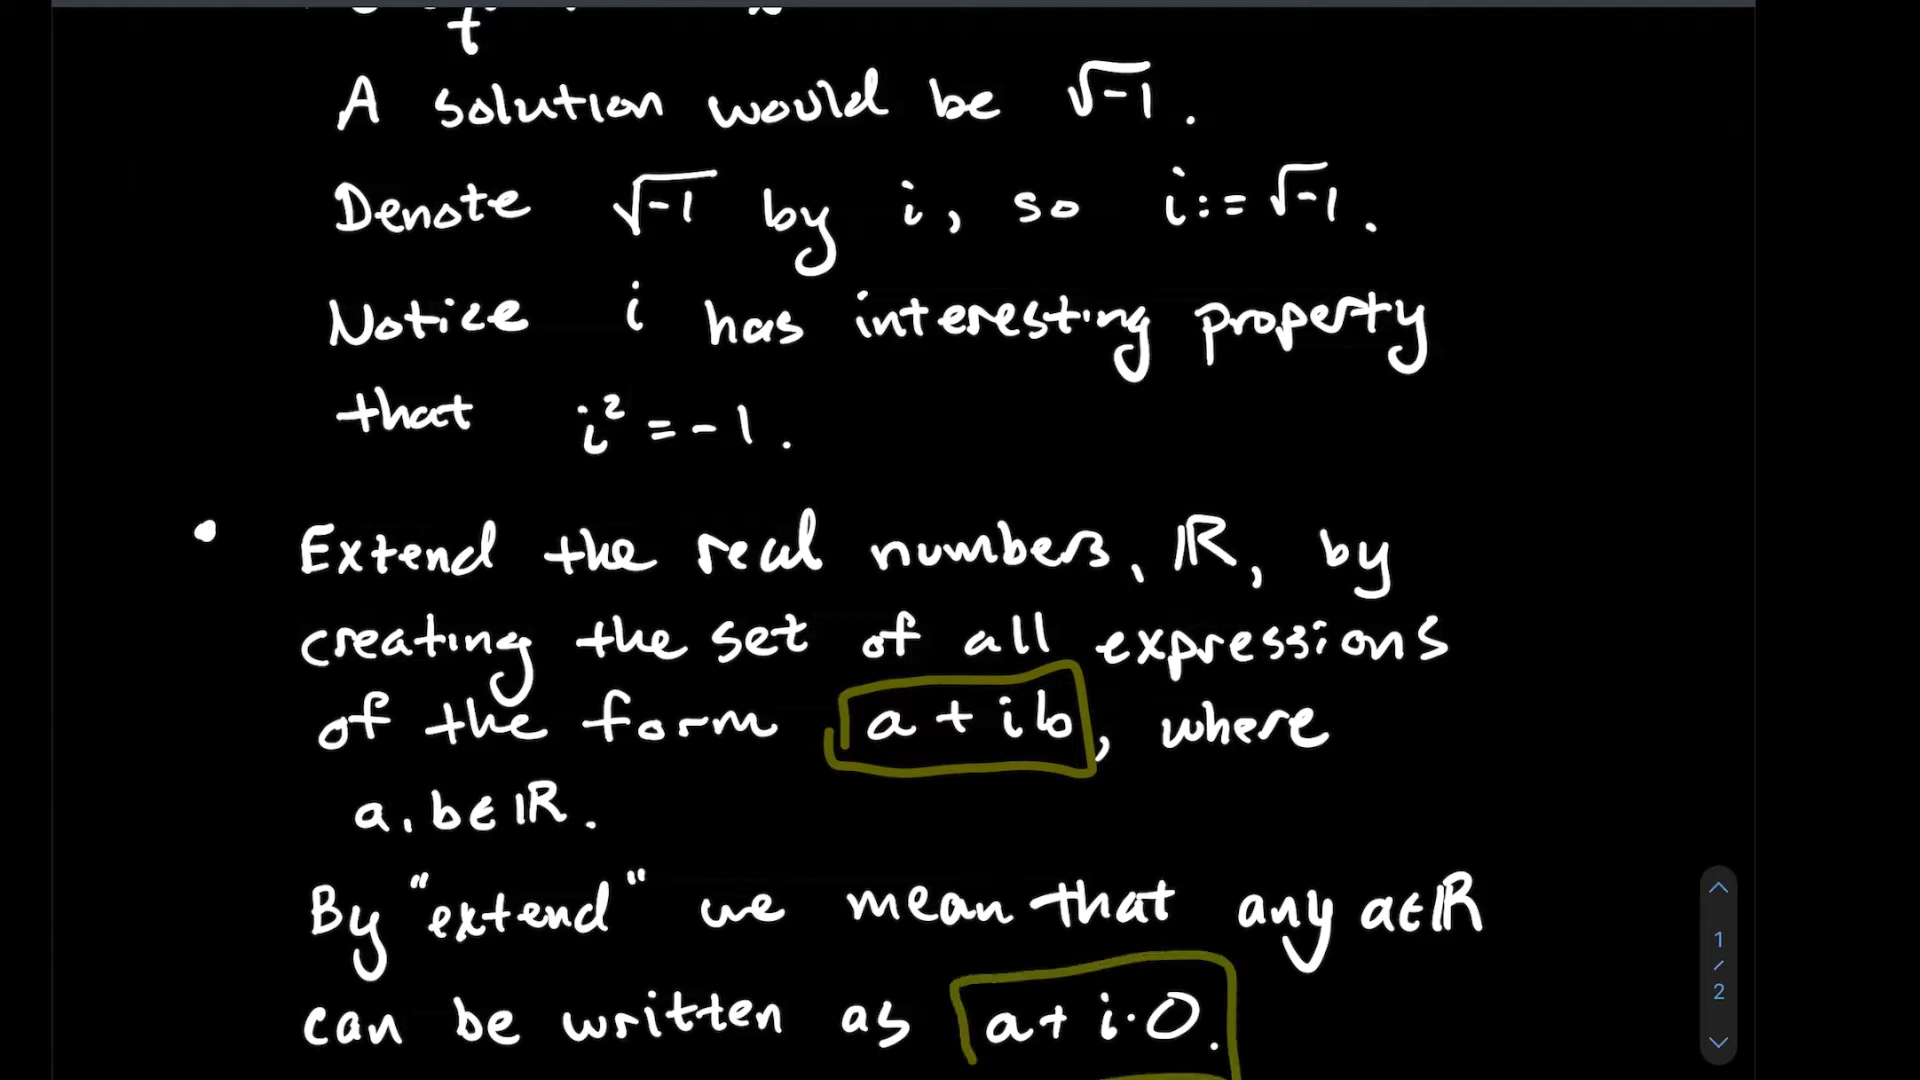 A solution would be √-1.
Denote √-1 by i, so i:= √-1.
Notice i has interesting property
that i² = -1.
• Extend the real numbers, ℝ, by
creating the set of all expressions
of the form a + ib, where
a, b ∈ ℝ.
By "extend" we mean that any a ∈ ℝ
can be written as a + i·0.
1
/
2